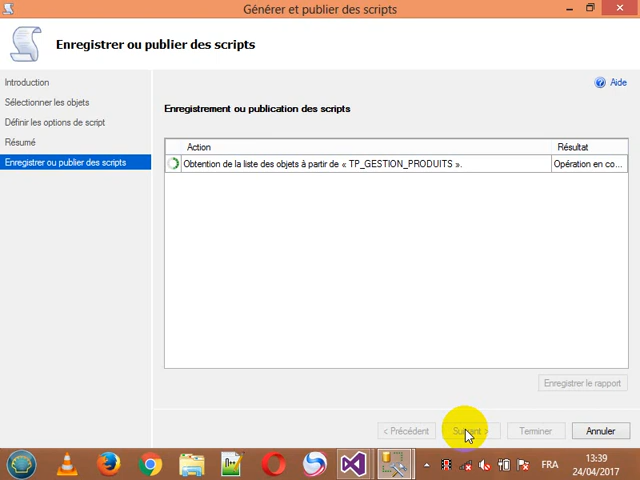 Générer et publier des scripts
Enregistrer ou publier des scripts
Introduction
Sélectionner les objets
Définir les options de script
Résumé
Enregistrer ou publier des scripts
Aide
Enregistrement ou publication des scripts
Action Résultat
Obtention de la liste des objets à partir de « TP_GESTION_PRODUITS ». Opération en co...
Enregistrer le rapport
< Précédent Suivant > Terminer Annuler
FRA
13:39
24/04/2017